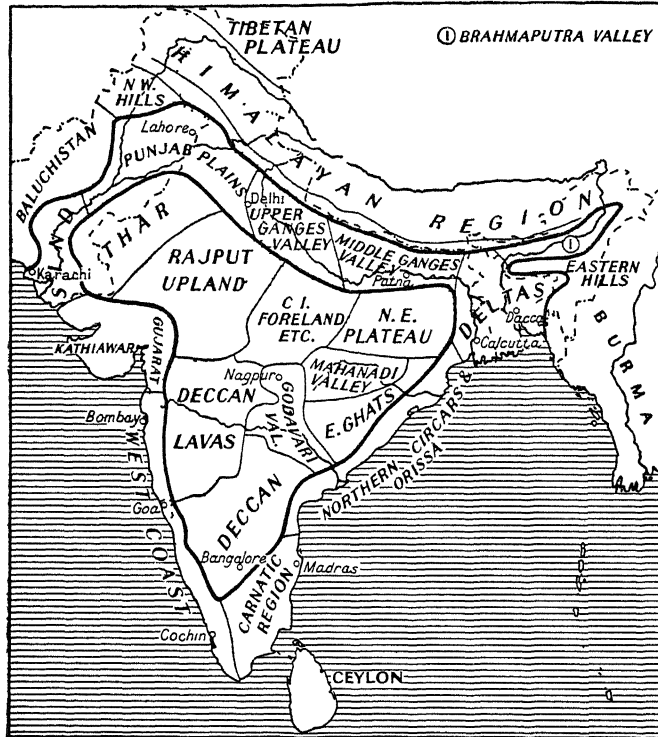 TIBETAN
PLATEAU
① BRAHMAPUTRA VALLEY
N.W.
HILLS
HIMALAYAN REGION
Lahore
BALUCHISTAN
PUNJAB PLAINS
SIND
THAR
Delhi
UPPER
GANGES
VALLEY
MIDDLE GANGES
VALLEY
Patna
①
EASTERN
HILLS
Karachi
RAJPUT
UPLAND
C I.
FORELAND
ETC.
N. E.
PLATEAU
DELTAS
Dacca
Calcutta
BURMA
KATHIAWAR
GUJARAT
Nagpur
MAHANADI
VALLEY
DECCAN
LAVAS
GODAVARI
VAL.
E. GHATS
Bombay
NORTHERN CIRCARS &
ORISSA
WEST COAST
Goa
DECCAN
Bangalore
Madras
CARNATIC
REGION
Cochin
CEYLON